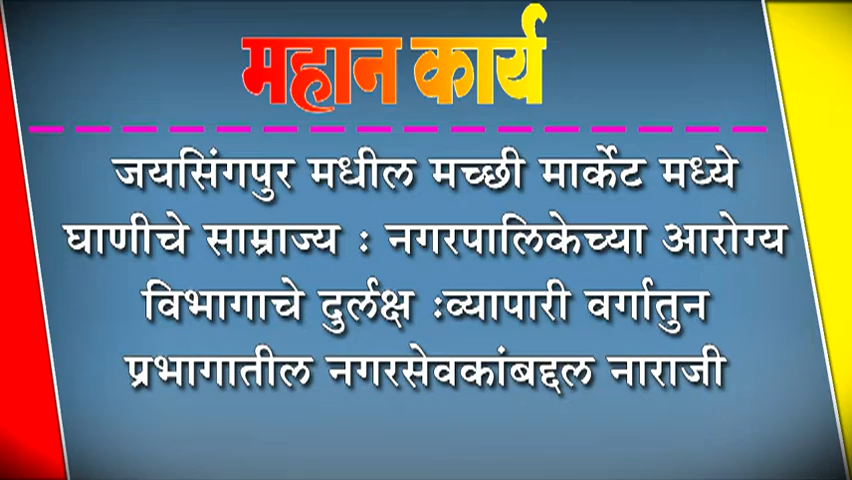 महान कार्य
जयसिंगपुर मधील मच्छी मार्केट मध्ये
घाणीचे साम्राज्य : नगरपालिकेच्या आरोग्य
विभागाचे दुर्लक्ष :व्यापारी वर्गातुन
प्रभागातील नगरसेवकांबद्दल नाराजी